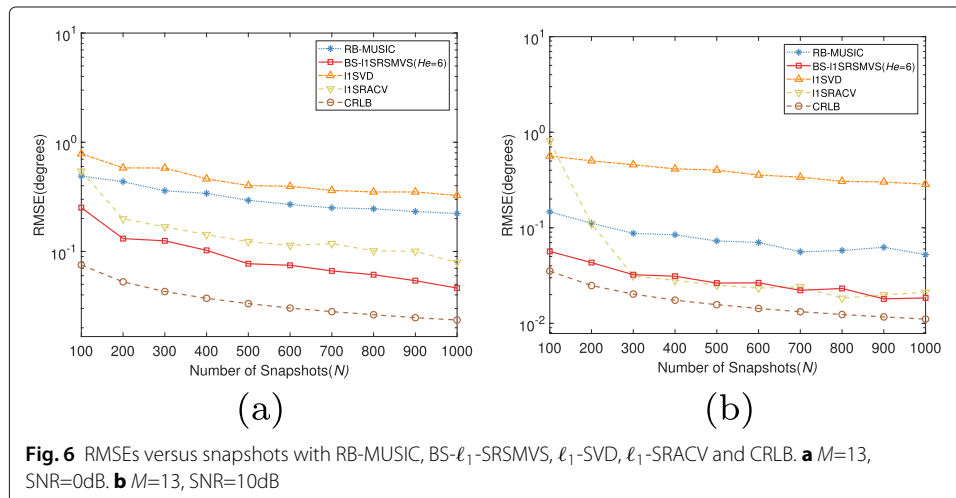 10^1
10^0
10^-1
RMSE(degrees)
RB-MUSIC
BS-l1SRSMVS(He=6)
l1SVD
l1SRACV
CRLB
100 200 300 400 500 600 700 800 900 1000
Number of Snapshots(N)
(a)
10^1
10^0
10^-1
10^-2
RMSE(degrees)
RB-MUSIC
BS-l1SRSMVS(He=6)
l1SVD
l1SRACV
CRLB
100 200 300 400 500 600 700 800 900 1000
Number of Snapshots(N)
(b)
Fig. 6 RMSEs versus snapshots with RB-MUSIC, BS-ℓ₁-SRSMVS, ℓ₁-SVD, ℓ₁-SRACV and CRLB. a M=13,
SNR=0dB. b M=13, SNR=10dB